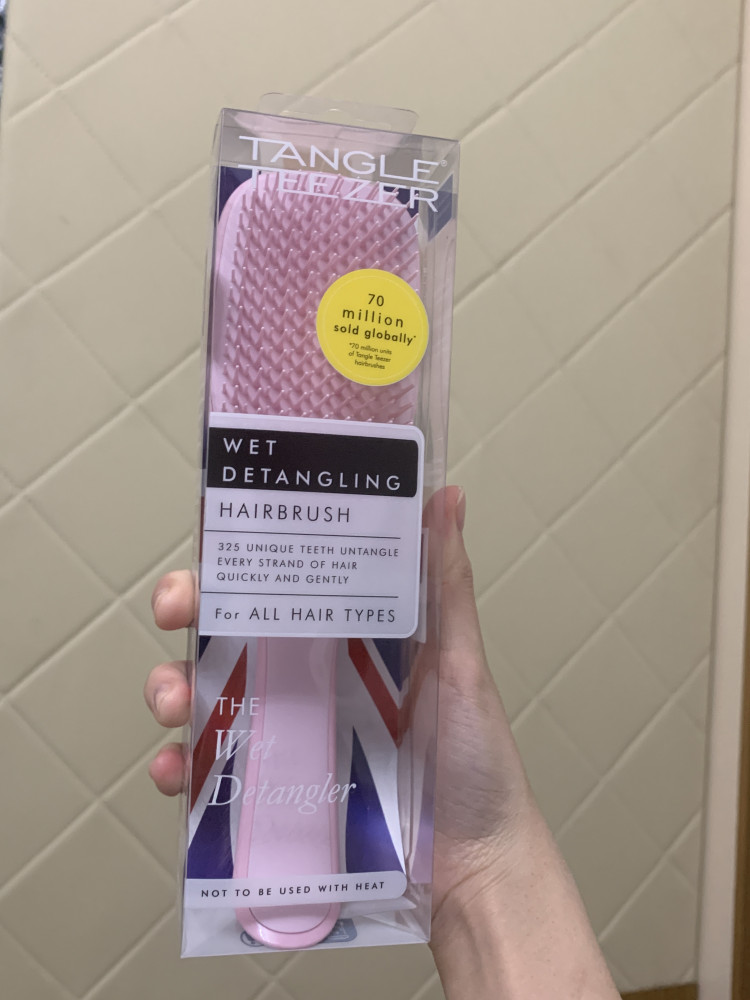 TANGLE
TEEZER®
70
million
sold globally*
*70 million units
of Tangle Teezer
hairbrushes
WET
DETANGLING
HAIRBRUSH
325 UNIQUE TEETH UNTANGLE
EVERY STRAND OF HAIR
QUICKLY AND GENTLY
For ALL HAIR TYPES
THE
Wet
Detangler
NOT TO BE USED WITH HEAT